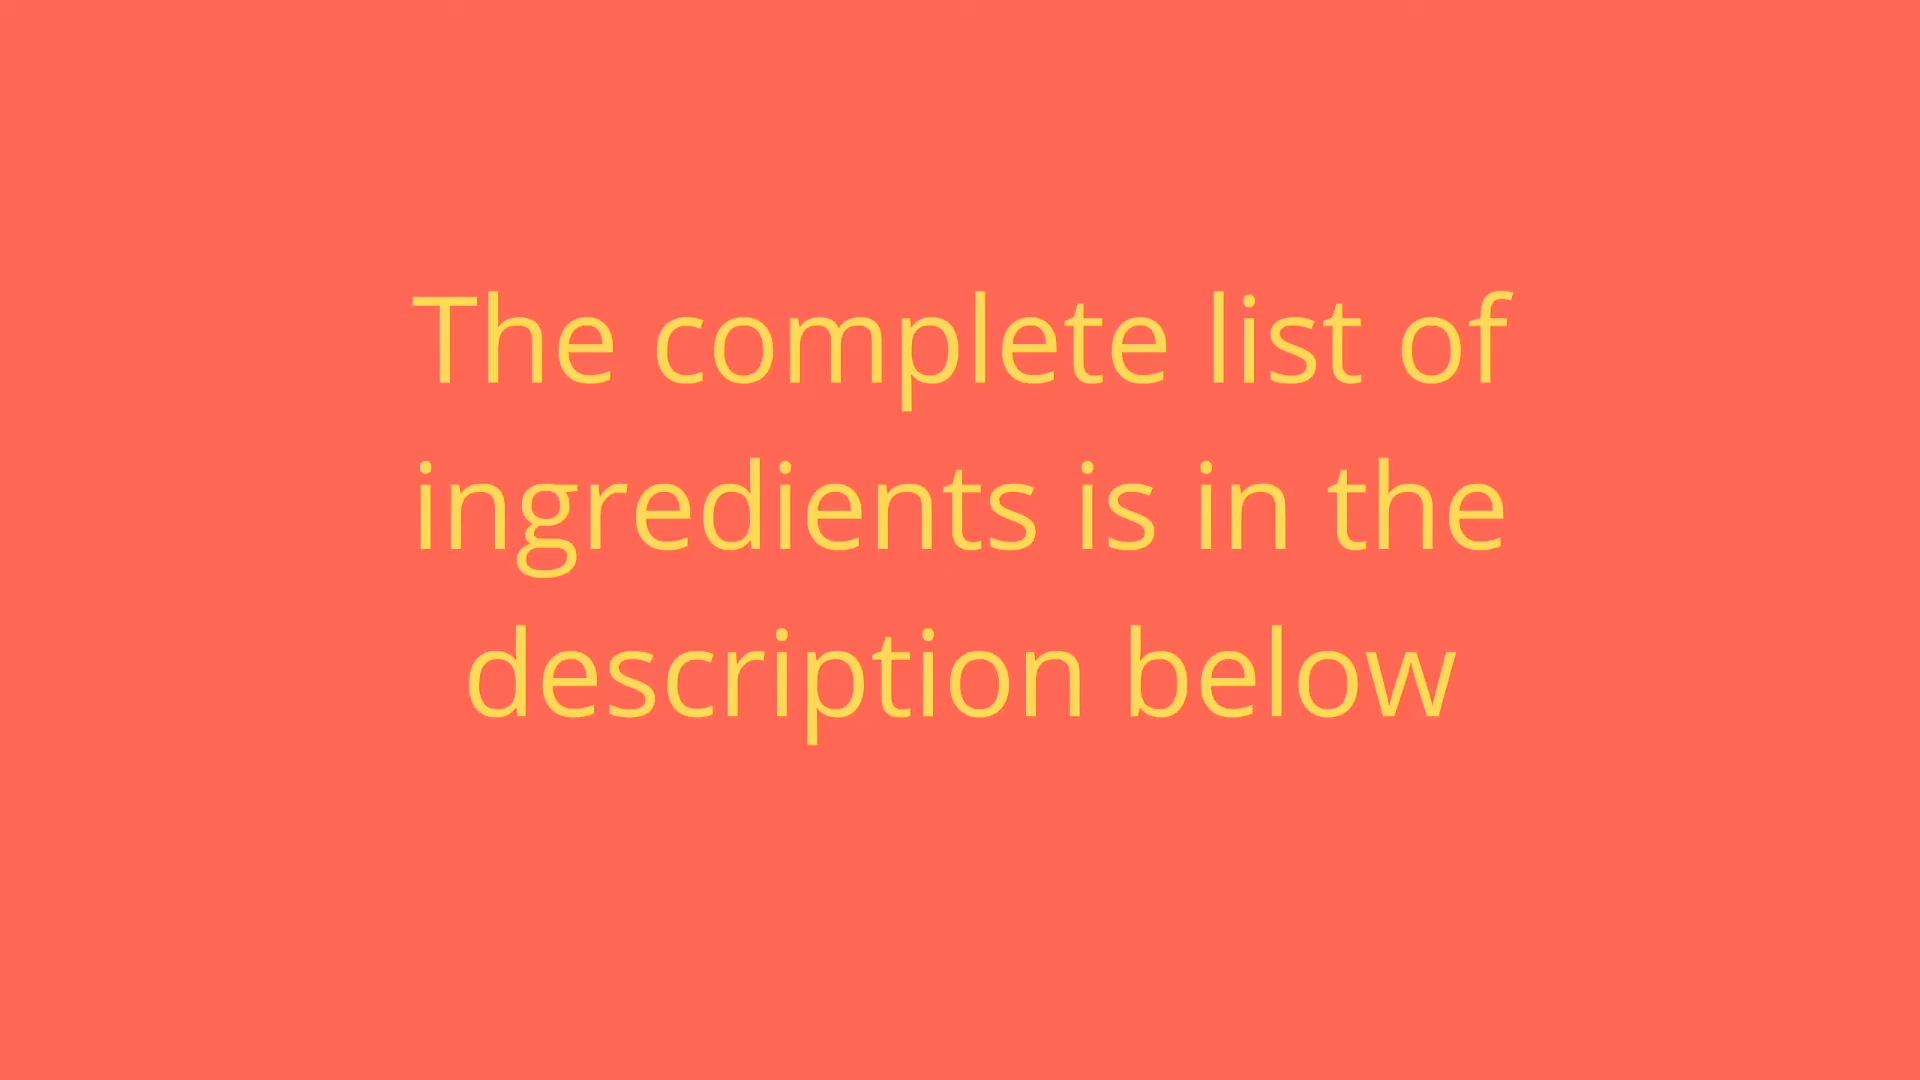 The complete list of
ingredients is in the
description below